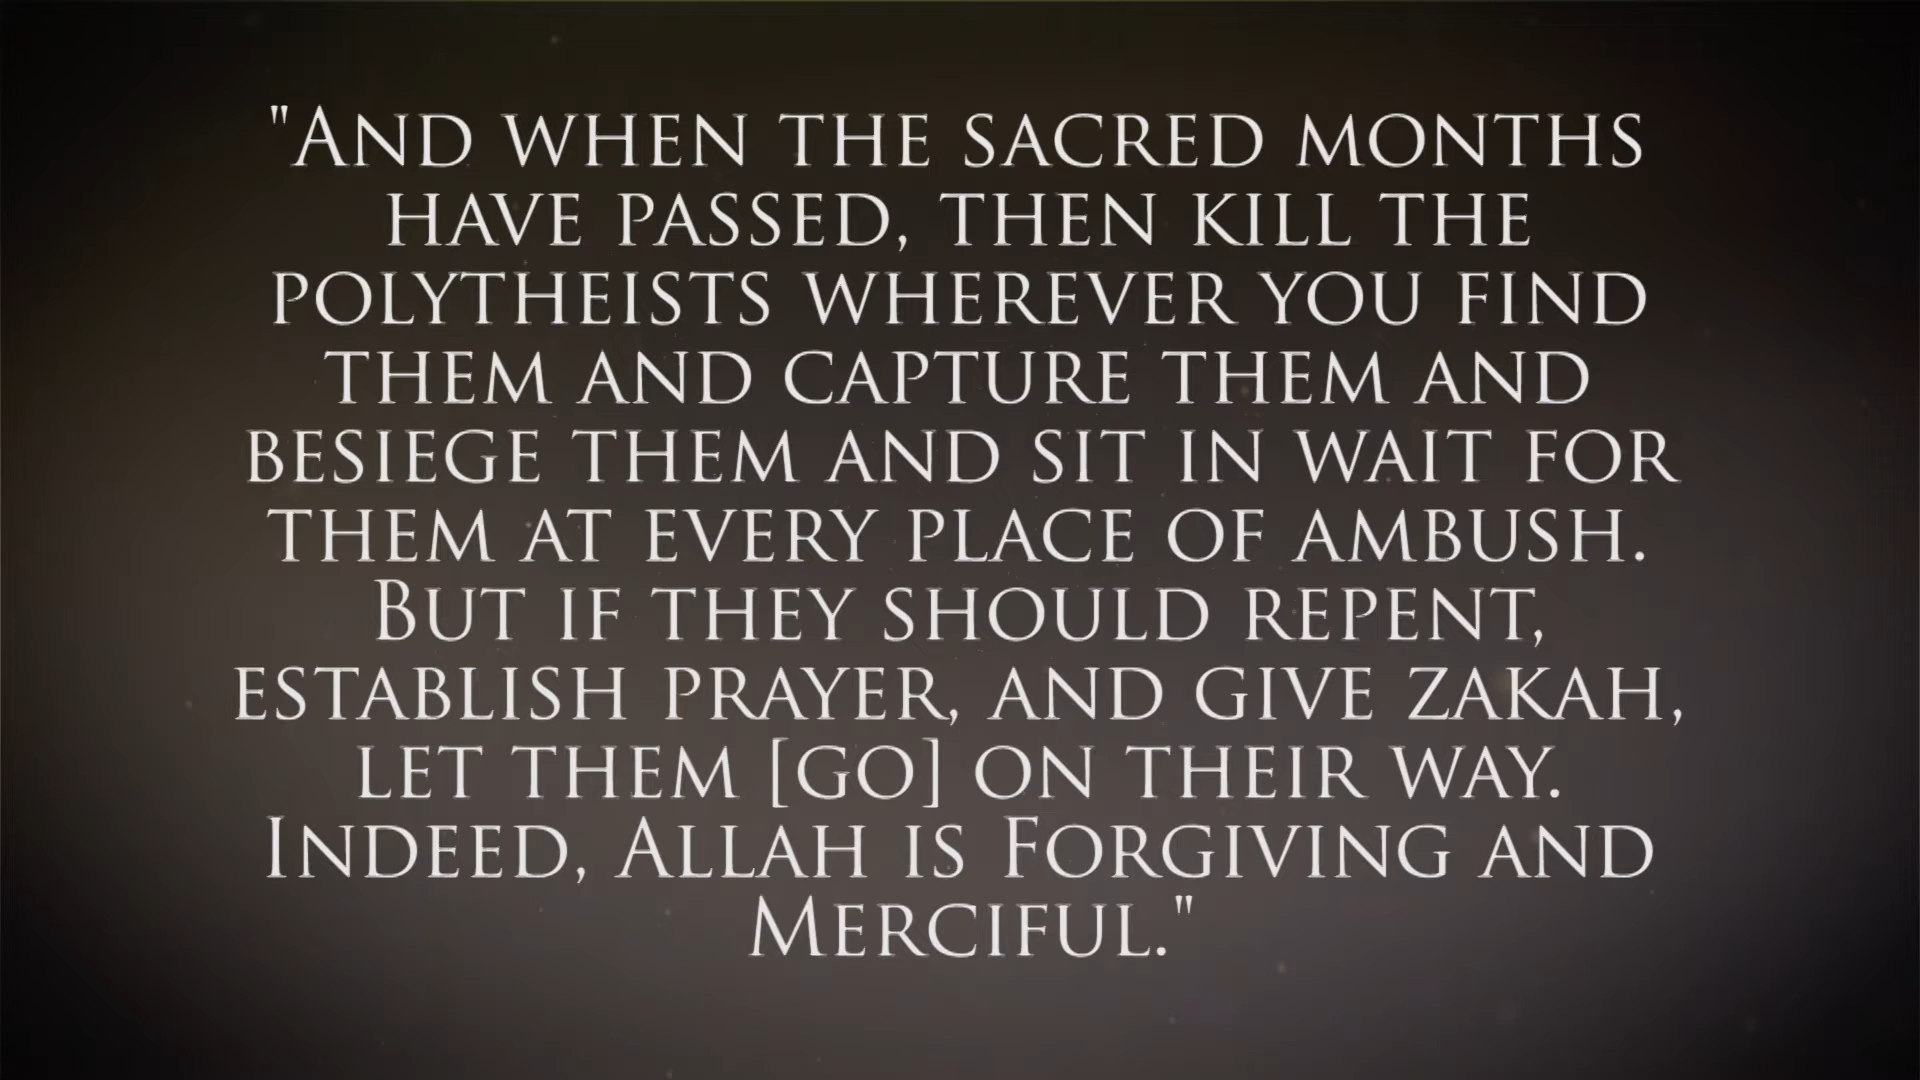 "And when the sacred months
have passed, then kill the
polytheists wherever you find
them and capture them and
besiege them and sit in wait for
them at every place of ambush.
But if they should repent,
establish prayer, and give zakah,
let them [go] on their way.
Indeed, Allah is Forgiving and
Merciful."